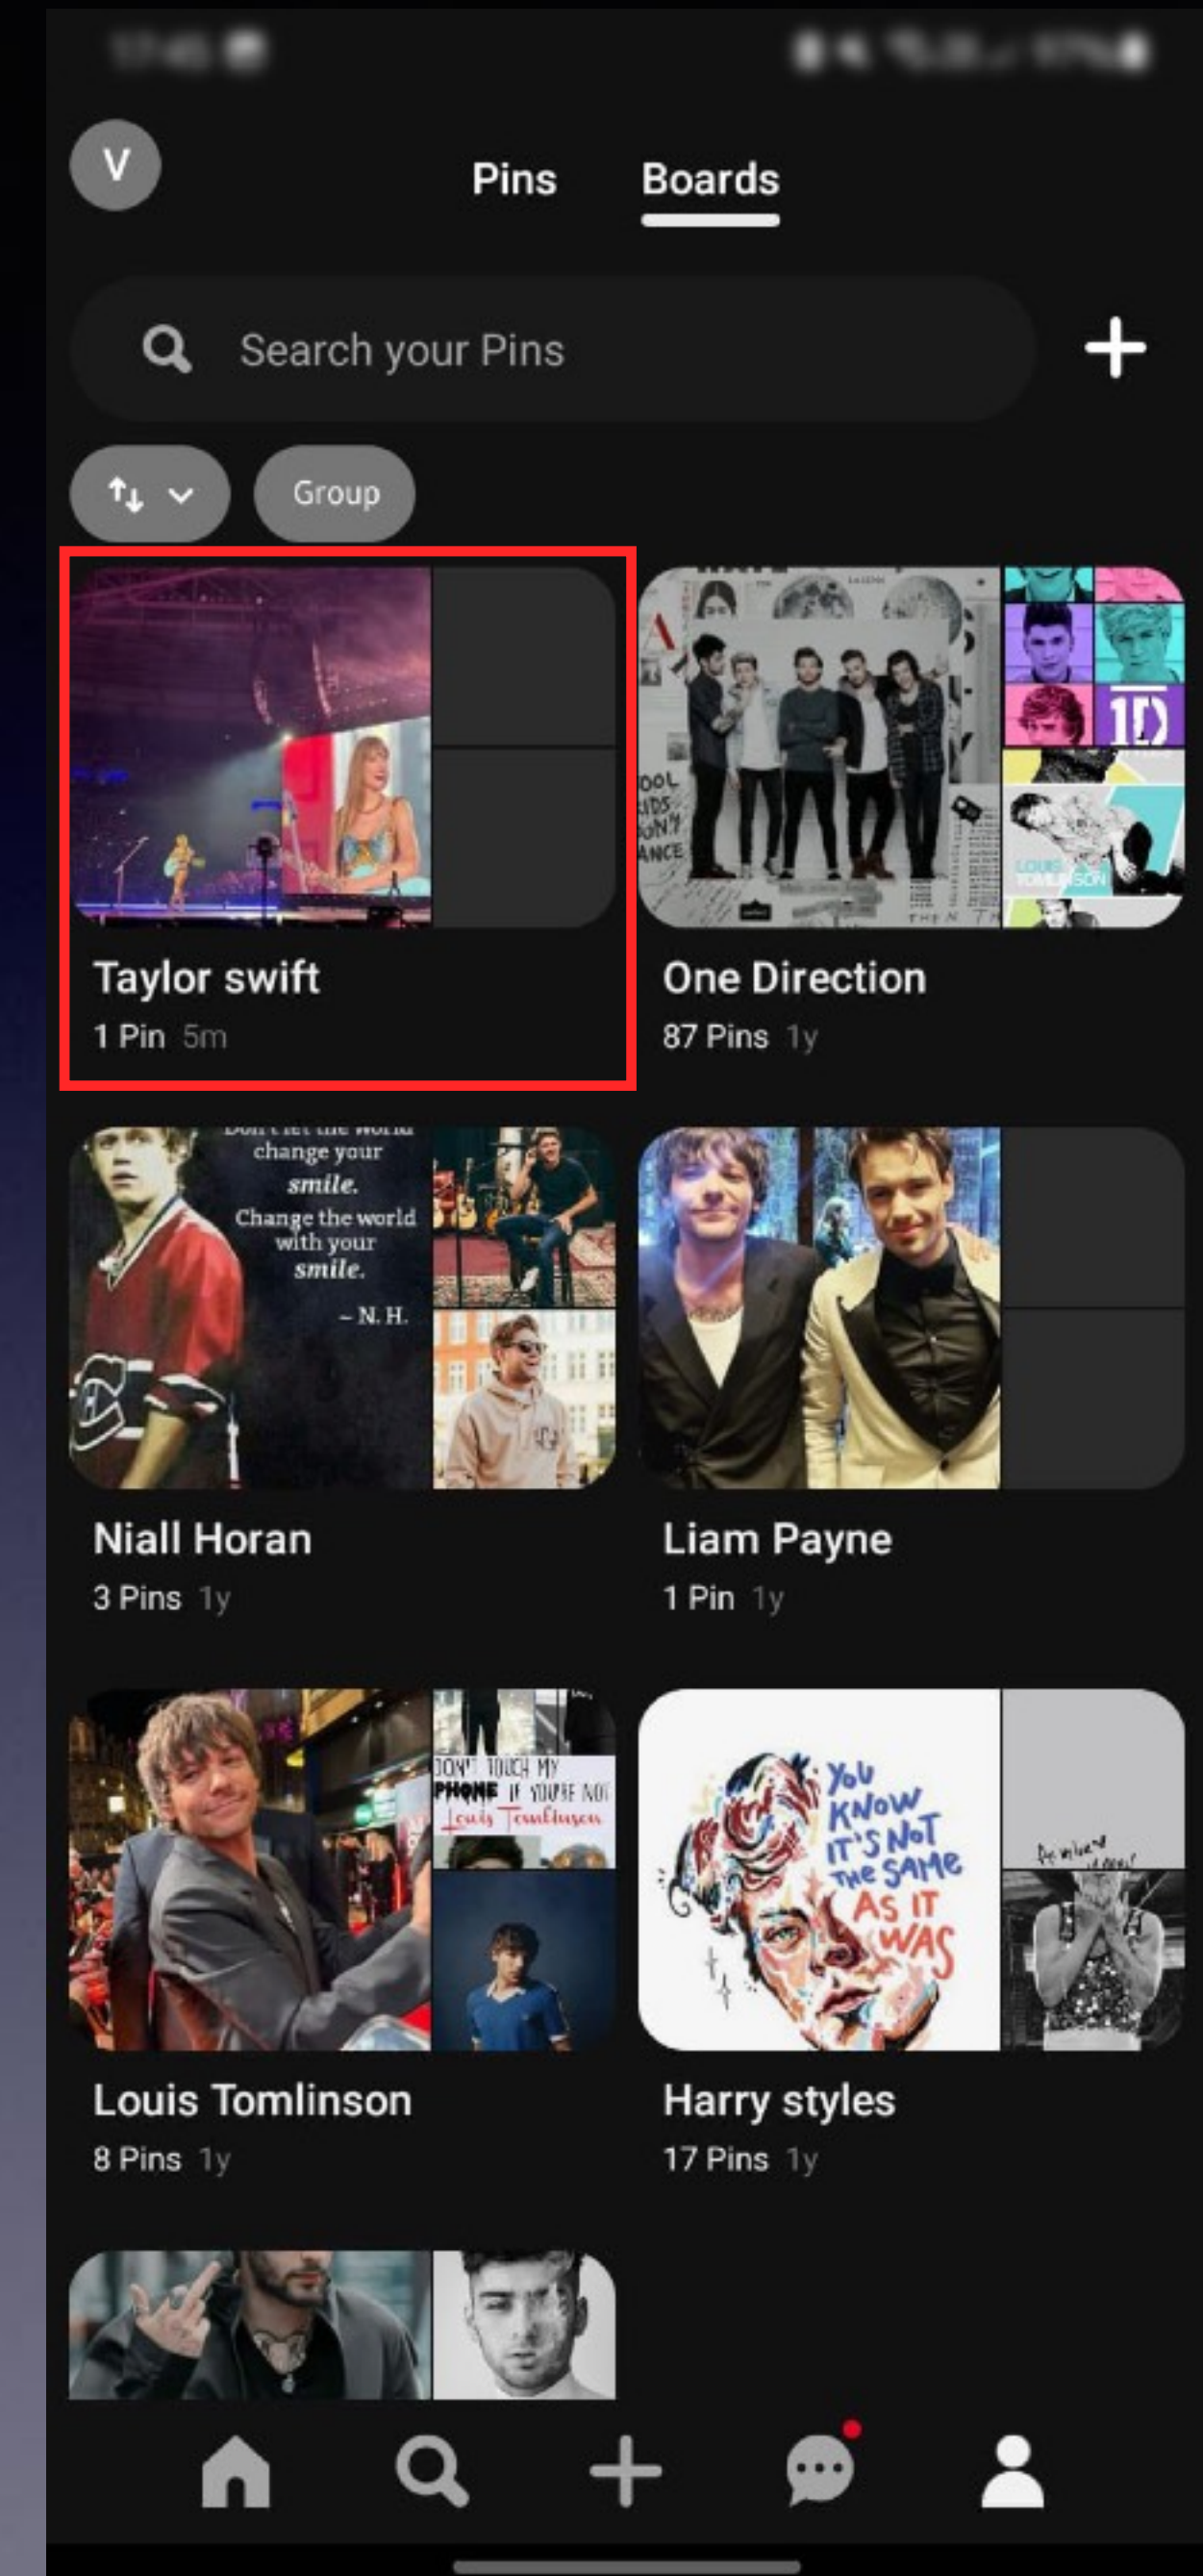 V
Pins Boards
Search your Pins
Group
1D
LOUIS
TOMLINSON
Taylor swift
1 Pin 5m
One Direction
87 Pins 1y
change your
smile.
Change the world
with your
smile.
~ N. H.
Niall Horan
3 Pins 1y
Liam Payne
1 Pin 1y
DON'T TOUCH MY
PHONE IF YOU'RE NOT
Louis Tomlinson
YOU
KNOW
IT'S NOT
THE SAME
AS IT
WAS
Louis Tomlinson
8 Pins 1y
Harry styles
17 Pins 1y